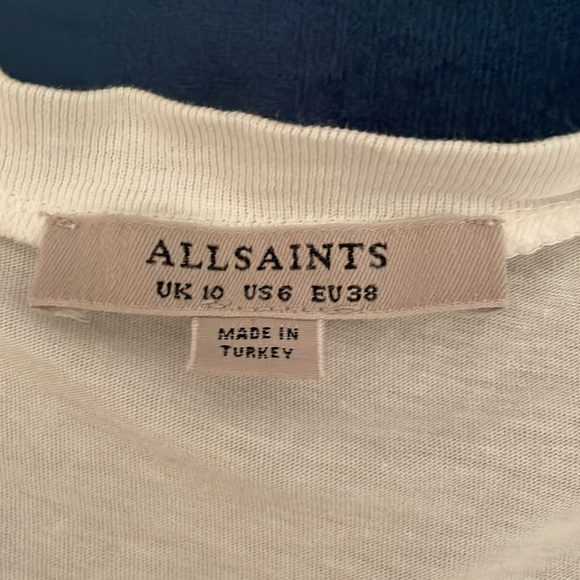 ALLSAINTS
UK 10 US 6 EU 38
MADE IN
TURKEY